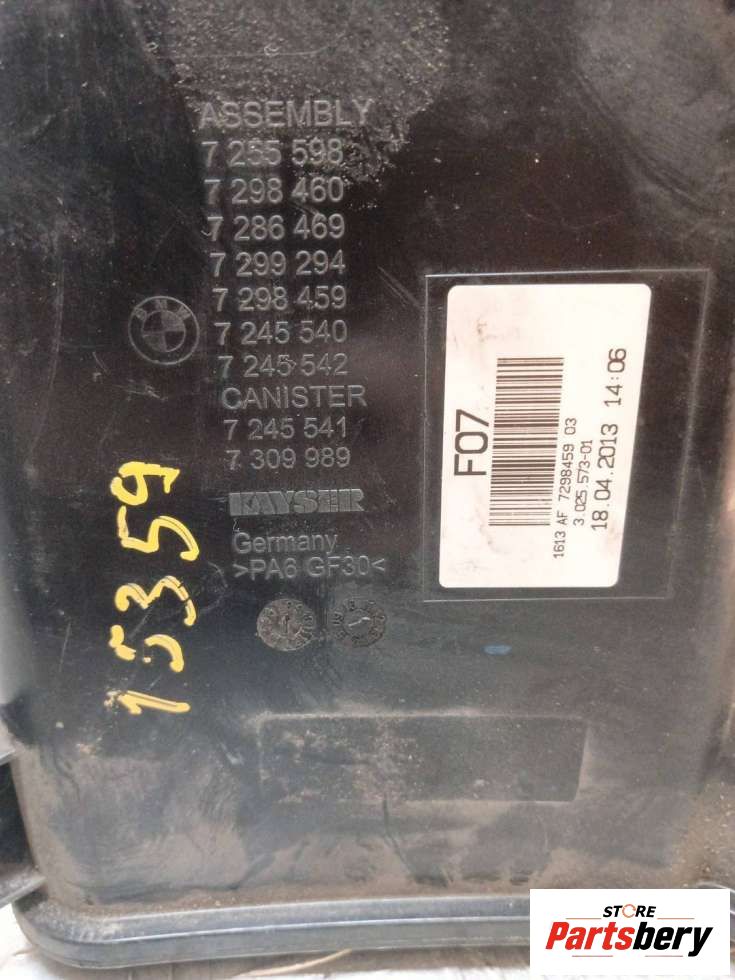 ASSEMBLY
7 255 598
7 298 460
7 286 469
7 299 294
7 298 459
7 245 540
7 245 542
CANISTER
7 245 541
7 309 989
BMW
KAYSER
Germany
>PA6 GF30<
F07
1613 AF 7298459 03
3.025.573-01
18.04.2013 14:06
15359
STORE
Partsbery